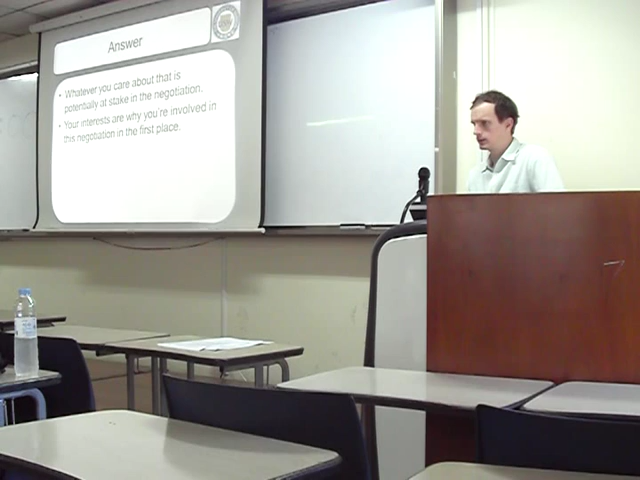 Answer
• Whatever you care about that is
potentially at stake in the negotiation.
• Your interests are why you're involved in
this negotiation in the first place.